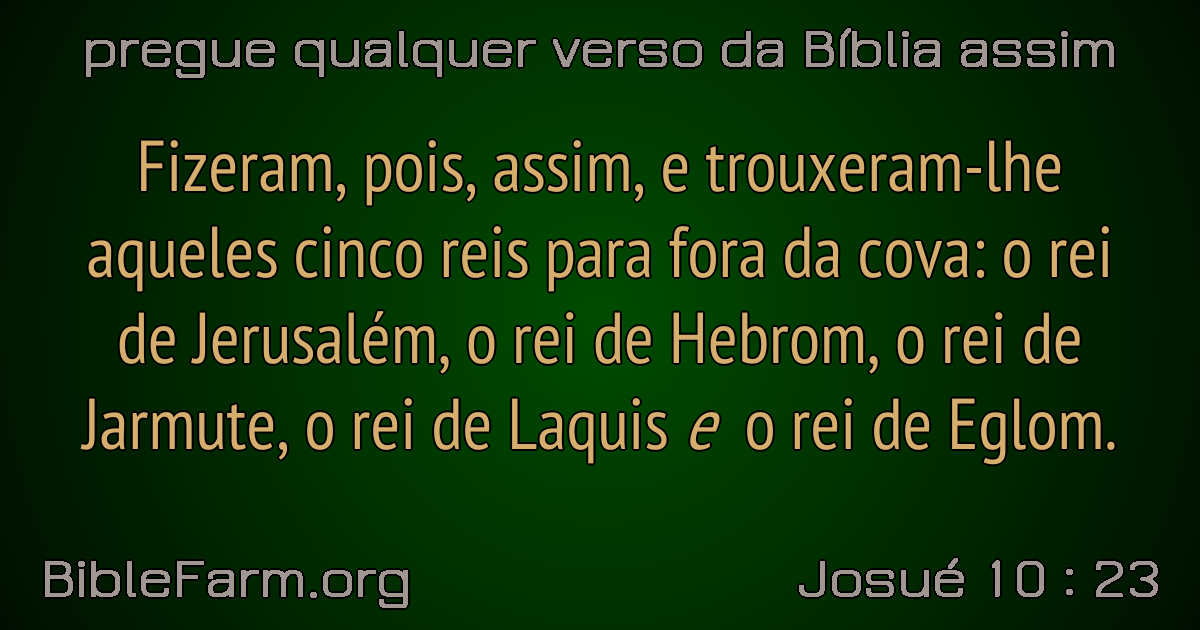 pregue qualquer verso da Bíblia assim
Fizeram, pois, assim, e trouxeram-lhe
aqueles cinco reis para fora da cova: o rei
de Jerusalém, o rei de Hebrom, o rei de
Jarmute, o rei de Laquis e o rei de Eglom.
BibleFarm.org
Josué 10 : 23